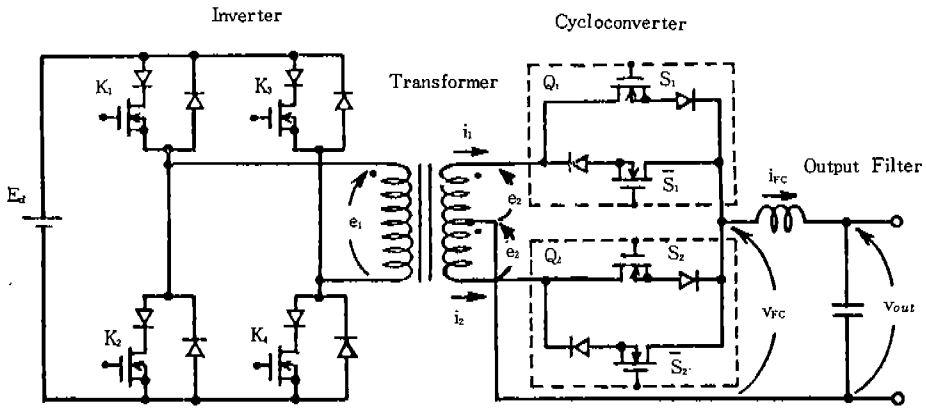 Inverter
Cycloconverter
Transformer
Output Filter
K₁
K₃
K₂
K₄
E_d
e₁
i₁
e₂
e₂
i₂
Q₁
S₁
S̄₁
Q₂
S₂
S̄₂
i_FC
v_FC
v_out